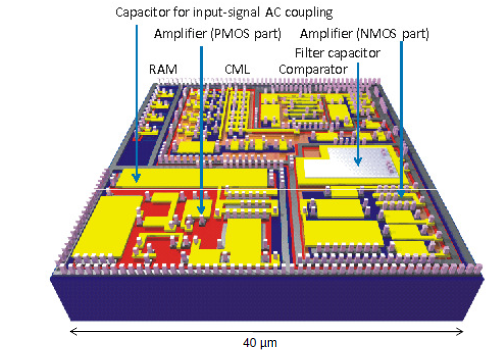 Capacitor for input-signal AC coupling
Amplifier (PMOS part) Amplifier (NMOS part)
Filter capacitor
RAM CML Comparator
40 µm